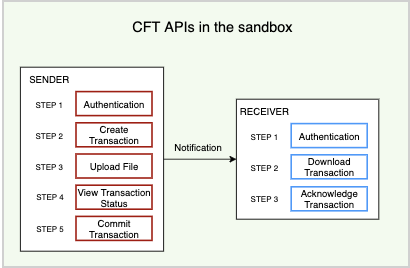 CFT APIs in the sandbox
SENDER
STEP 1 Authentication
STEP 2 Create
Transaction
STEP 3 Upload File
STEP 4 View Transaction
Status
STEP 5 Commit
Transaction
Notification
RECEIVER
STEP 1 Authentication
STEP 2 Download
Transaction
STEP 3 Acknowledge
Transaction